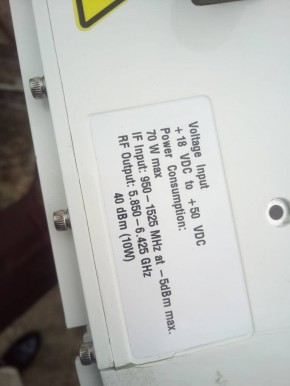 Voltage Input
+18 VDC to +50 VDC
Power Consumption:
70 W max
IF Input: 950-1525 MHz at -5dBm max.
RF Output: 5.850-6.425 GHz
40 dBm (10W)